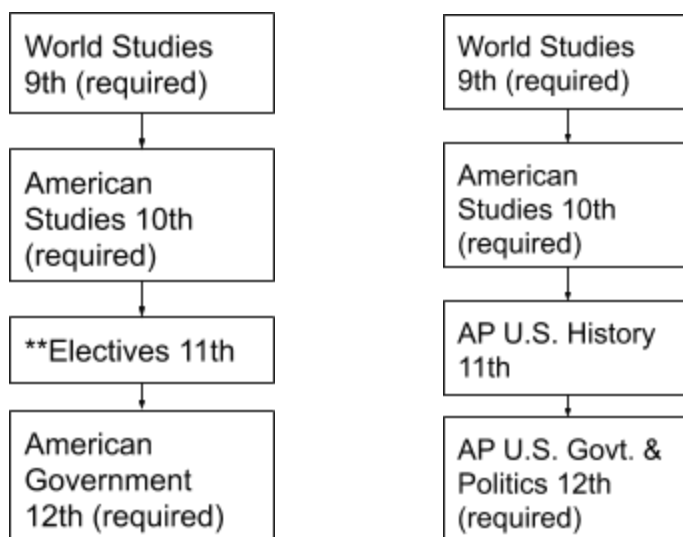 World Studies
9th (required)
American
Studies 10th
(required)
**Electives 11th
American
Government
12th (required)
World Studies
9th (required)
American
Studies 10th
(required)
AP U.S. History
11th
AP U.S. Govt. &
Politics 12th
(required)